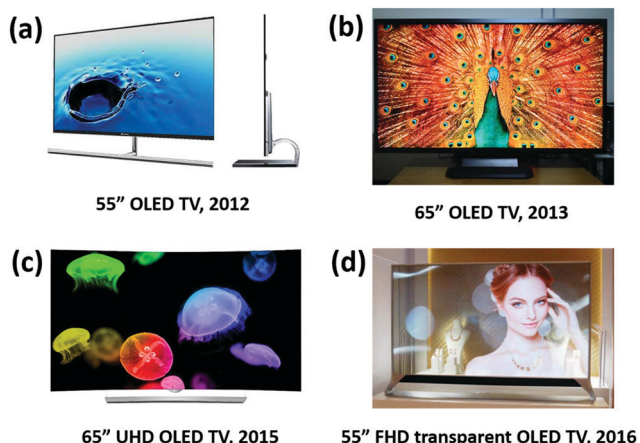 (a)
(b)
55” OLED TV, 2012
65” OLED TV, 2013
(c)
(d)
65” UHD OLED TV, 2015
55” FHD transparent OLED TV, 2016